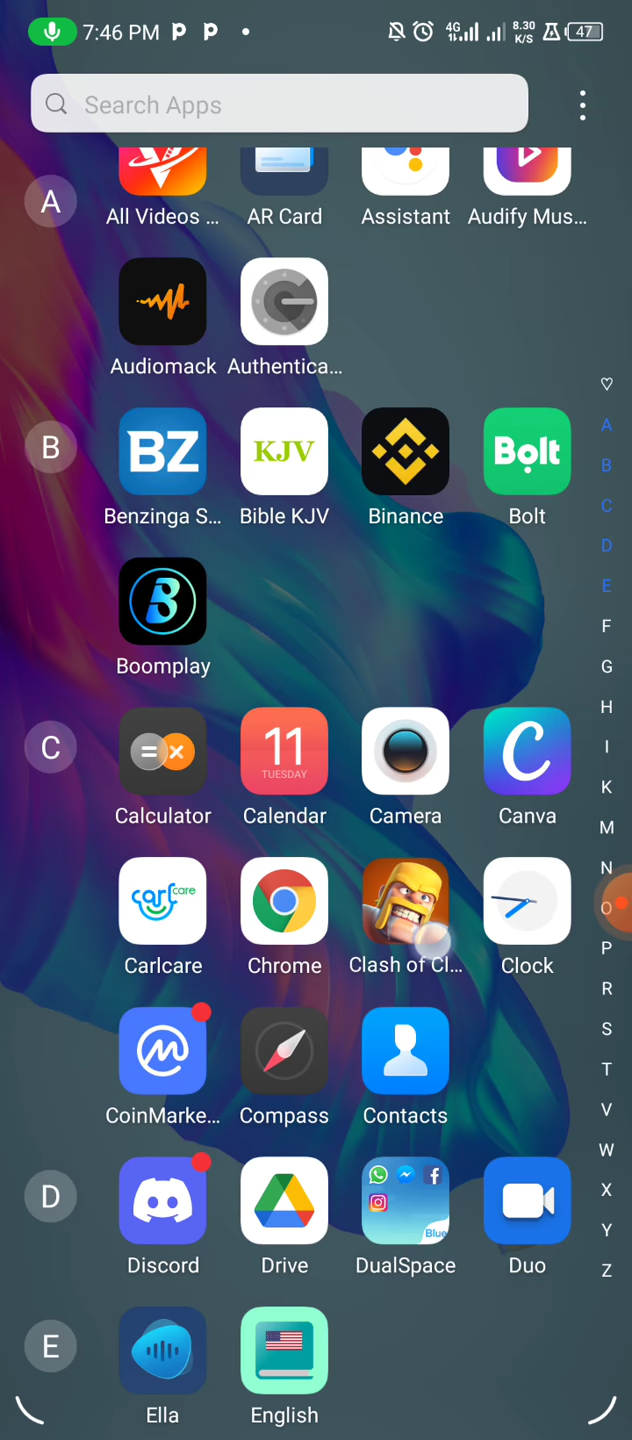 7:46 PM
4G
8.30 K/S
47
Search Apps
A
All Videos ...
AR Card
Assistant
Audify Mus...
Audiomack
Authentica...
B
BZ
KJV
Bolt
Benzinga S...
Bible KJV
Binance
Bolt
Boomplay
C
11
TUESDAY
Calculator
Calendar
Camera
Canva
carlcare
Carlcare
Chrome
Clash of Cl...
Clock
CoinMarke...
Compass
Contacts
D
Blue
Discord
Drive
DualSpace
Duo
E
Ella
English
A
B
C
D
E
F
G
H
I
K
M
N
O
P
R
S
T
V
W
X
Y
Z